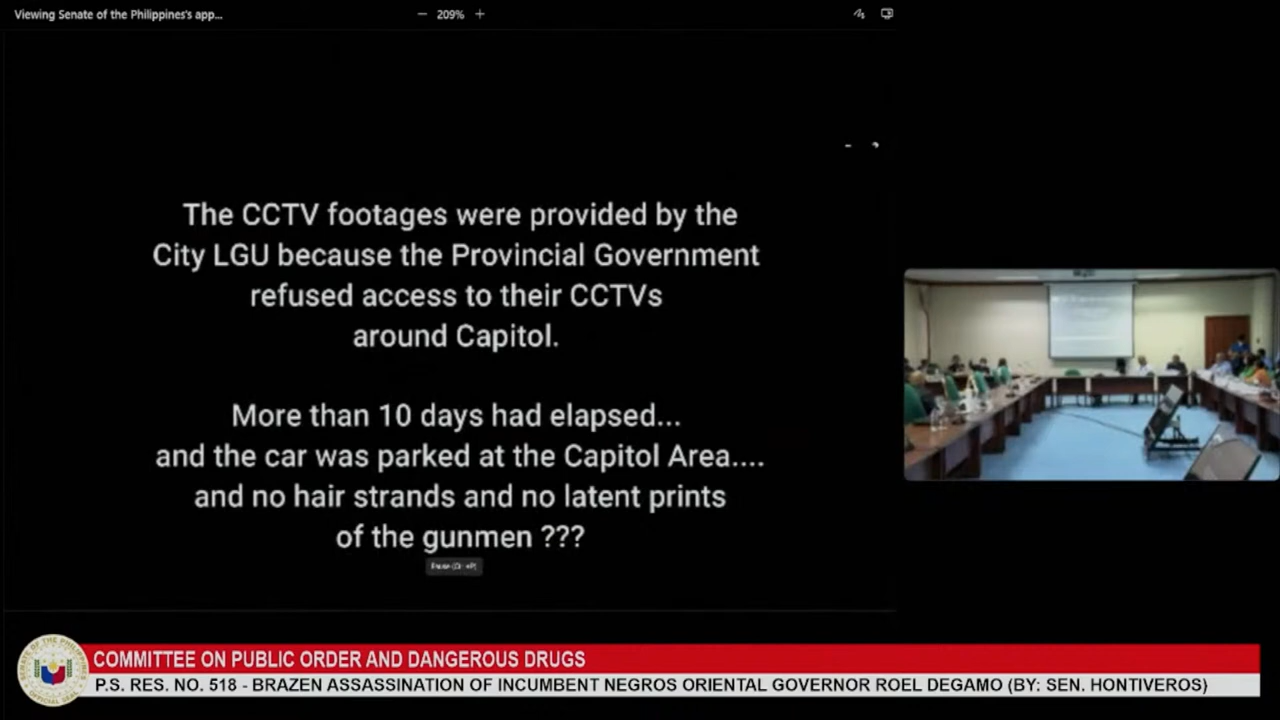 Viewing Senate of the Philippines's app...
209%
The CCTV footages were provided by the
City LGU because the Provincial Government
refused access to their CCTVs
around Capitol.
More than 10 days had elapsed...
and the car was parked at the Capitol Area....
and no hair strands and no latent prints
of the gunmen ???
COMMITTEE ON PUBLIC ORDER AND DANGEROUS DRUGS
P.S. RES. NO. 518 - BRAZEN ASSASSINATION OF INCUMBENT NEGROS ORIENTAL GOVERNOR ROEL DEGAMO (BY: SEN. HONTIVEROS)